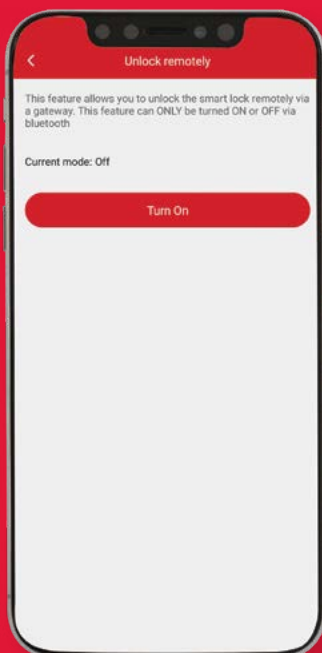 Unlock remotely
This feature allows you to unlock the smart lock remotely via
a gateway. This feature can ONLY be turned ON or OFF via
bluetooth
Current mode: Off
Turn On